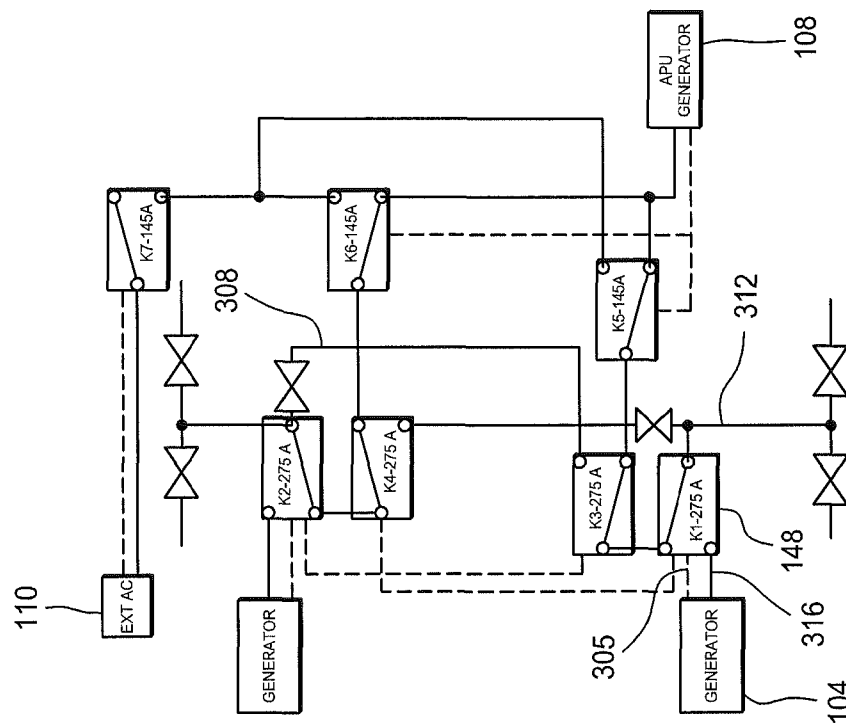 108
APU
GENERATOR
K7-145A
K6-145A
308
K5-145A
312
K2-275 A
K4-275 A
K3-275 A
K1-275 A
148
110
EXT AC
GENERATOR
305
316
GENERATOR
104